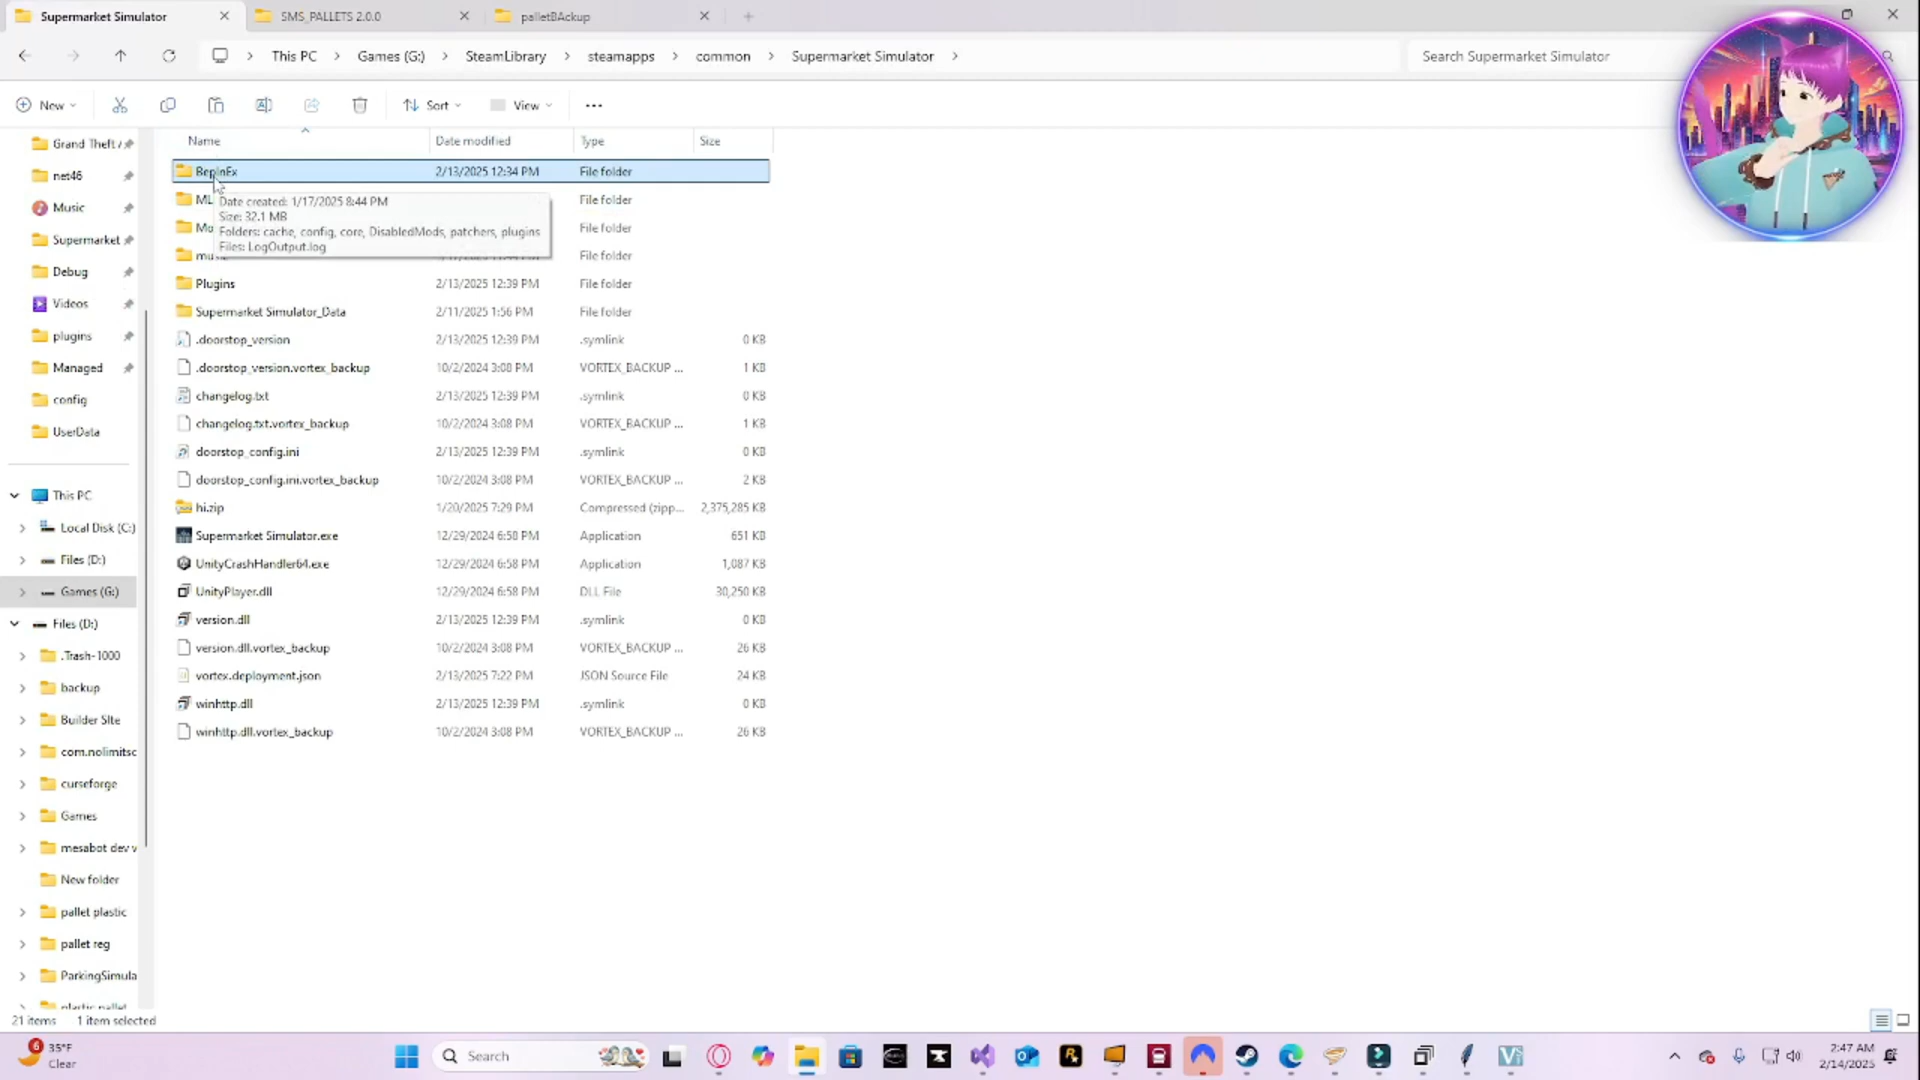 Supermarket Simulator
SMS_PALLETS 2.0.0
palletBAckup
This PC > Games (G:) > SteamLibrary > steamapps > common > Supermarket Simulator >
Search Supermarket Simulator
New
Sort
View
Name
Date modified
Type
Size
Grand Theft A
net46
Music
Supermarket
Debug
Videos
plugins
Managed
config
UserData
This PC
Local Disk (C:)
Files (D:)
Games (G:)
Files (D:)
.Trash-1000
backup
Builder SIte
com.nolimitsc
curseforge
Games
mesabot dev v
New folder
pallet plastic
pallet reg
ParkingSimula
plastic pallet
BepInEx 2/13/2025 12:34 PM File folder
ML File folder
Mo File folder
File folder
Date created: 1/17/2025 8:44 PM
Size: 32.1 MB
Folders: cache, config, core, DisabledMods, patchers, plugins
Files: LogOutput.log
Plugins 2/13/2025 12:39 PM File folder
Supermarket Simulator_Data 2/11/2025 1:56 PM File folder
.doorstop_version 2/13/2025 12:39 PM .symlink 0 KB
.doorstop_version.vortex_backup 10/2/2024 3:08 PM VORTEX_BACKUP ... 1 KB
changelog.txt 2/13/2025 12:39 PM .symlink 0 KB
changelog.txt.vortex_backup 10/2/2024 3:08 PM VORTEX_BACKUP ... 1 KB
doorstop_config.ini 2/13/2025 12:39 PM .symlink 0 KB
doorstop_config.ini.vortex_backup 10/2/2024 3:08 PM VORTEX_BACKUP ... 2 KB
hi.zip 1/20/2025 7:29 PM Compressed (zipp... 2,375,285 KB
Supermarket Simulator.exe 12/29/2024 6:58 PM Application 651 KB
UnityCrashHandler64.exe 12/29/2024 6:58 PM Application 1,087 KB
UnityPlayer.dll 12/29/2024 6:58 PM DLL File 30,250 KB
version.dll 2/13/2025 12:39 PM .symlink 0 KB
version.dll.vortex_backup 10/2/2024 3:08 PM VORTEX_BACKUP ... 26 KB
vortex.deployment.json 2/13/2025 7:22 PM JSON Source File 24 KB
winhttp.dll 2/13/2025 12:39 PM .symlink 0 KB
winhttp.dll.vortex_backup 10/2/2024 3:08 PM VORTEX_BACKUP ... 26 KB
21 items 1 item selected
6
35°F
Clear
Search
2:47 AM
2/14/2025